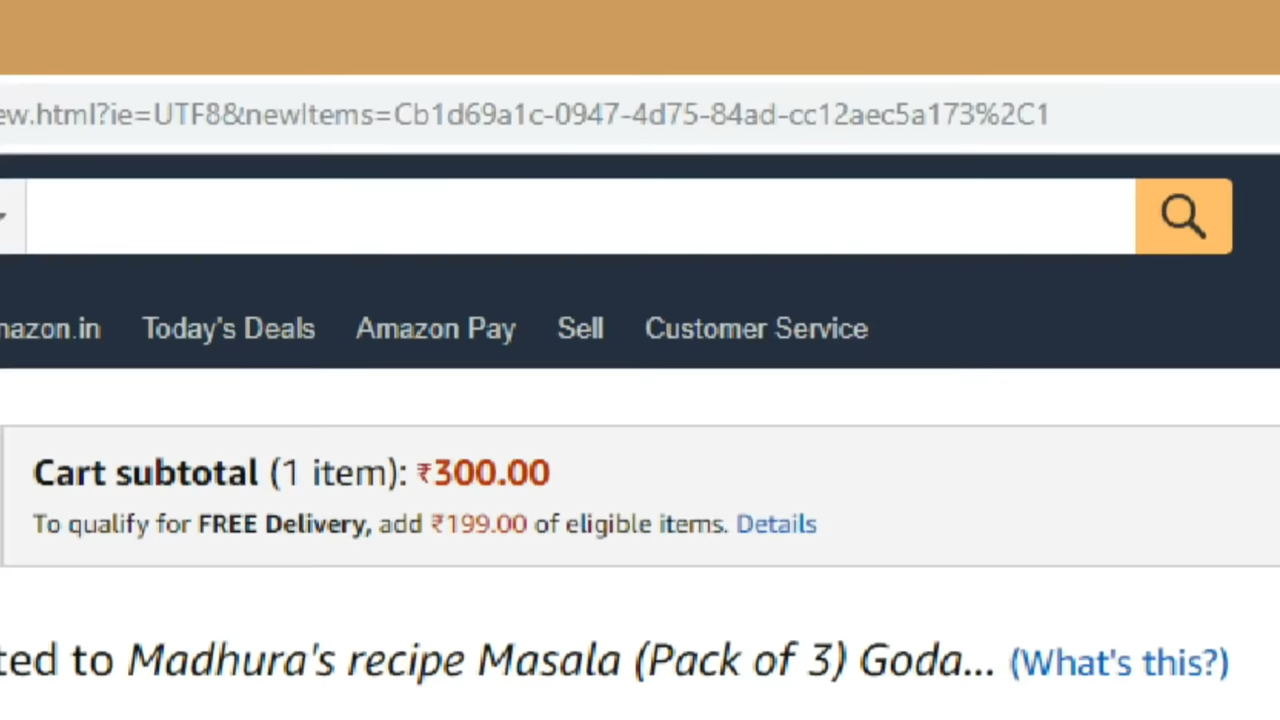 ew.html?ie=UTF8&newItems=Cb1d69a1c-0947-4d75-84ad-cc12aec5a173%2C1
nazon.in Today's Deals Amazon Pay Sell Customer Service
Cart subtotal (1 item): ₹300.00
To qualify for FREE Delivery, add ₹199.00 of eligible items. Details
ted to Madhura's recipe Masala (Pack of 3) Goda... (What's this?)